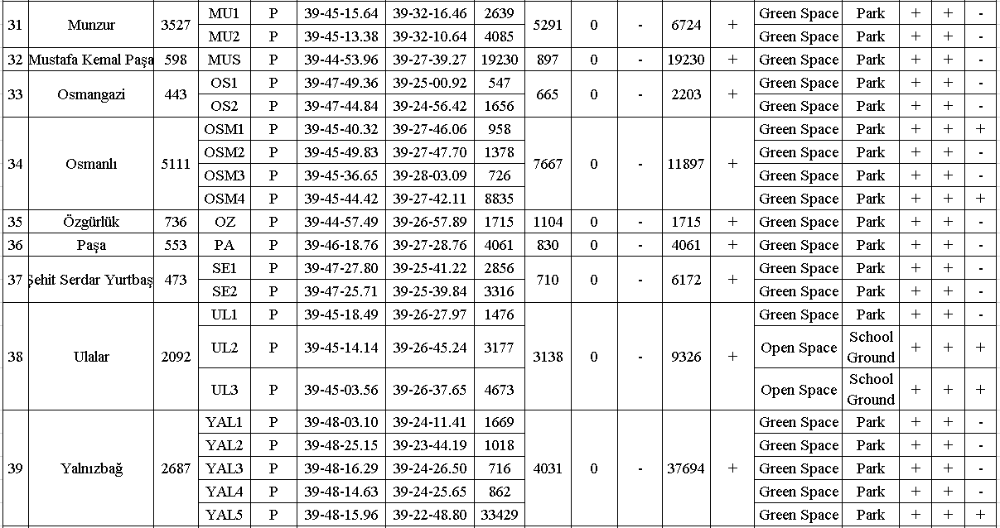 31 Munzur 3527 MU1 P 39-45-15.64 39-32-16.46 2639 5291 0 - 6724 + Green Space Park + + -
MU2 P 39-45-13.38 39-32-10.64 4085 Green Space Park + + -
32 Mustafa Kemal Paşa 598 MUS P 39-44-53.96 39-27-39.27 19230 897 0 - 19230 + Green Space Park + + -
33 Osmangazi 443 OS1 P 39-47-49.36 39-25-00.92 547 665 0 - 2203 + Green Space Park + + -
OS2 P 39-47-44.84 39-24-56.42 1656 Green Space Park + + -
34 Osmanlı 5111 OSM1 P 39-45-40.32 39-27-46.06 958 7667 0 - 11897 + Green Space Park + + +
OSM2 P 39-45-49.83 39-27-47.70 1378 Green Space Park + + -
OSM3 P 39-45-36.65 39-28-03.09 726 Green Space Park + + -
OSM4 P 39-45-44.42 39-27-42.11 8835 Green Space Park + + +
35 Özgürlük 736 OZ P 39-44-57.49 39-26-57.89 1715 1104 0 - 1715 + Green Space Park + + -
36 Paşa 553 PA P 39-46-18.76 39-27-28.76 4061 830 0 - 4061 + Green Space Park + + -
37 Şehit Serdar Yurtbaş 473 SE1 P 39-47-27.80 39-25-41.22 2856 710 0 - 6172 + Green Space Park + + -
SE2 P 39-47-25.71 39-25-39.84 3316 Green Space Park + + -
38 Ulalar 2092 UL1 P 39-45-18.49 39-26-27.97 1476 3138 0 - 9326 + Green Space Park + + -
UL2 P 39-45-14.14 39-26-45.24 3177 Open Space School Ground + + +
UL3 P 39-45-03.56 39-26-37.65 4673 Open Space School Ground + + +
39 Yalnızbağ 2687 YAL1 P 39-48-03.10 39-24-11.41 1669 4031 0 - 37694 + Green Space Park + + -
YAL2 P 39-48-25.15 39-23-44.19 1018 Green Space Park + + -
YAL3 P 39-48-16.29 39-24-26.50 716 Green Space Park + + -
YAL4 P 39-48-14.63 39-24-25.65 862 Green Space Park + + -
YAL5 P 39-48-15.96 39-22-48.80 33429 Green Space Park + + +